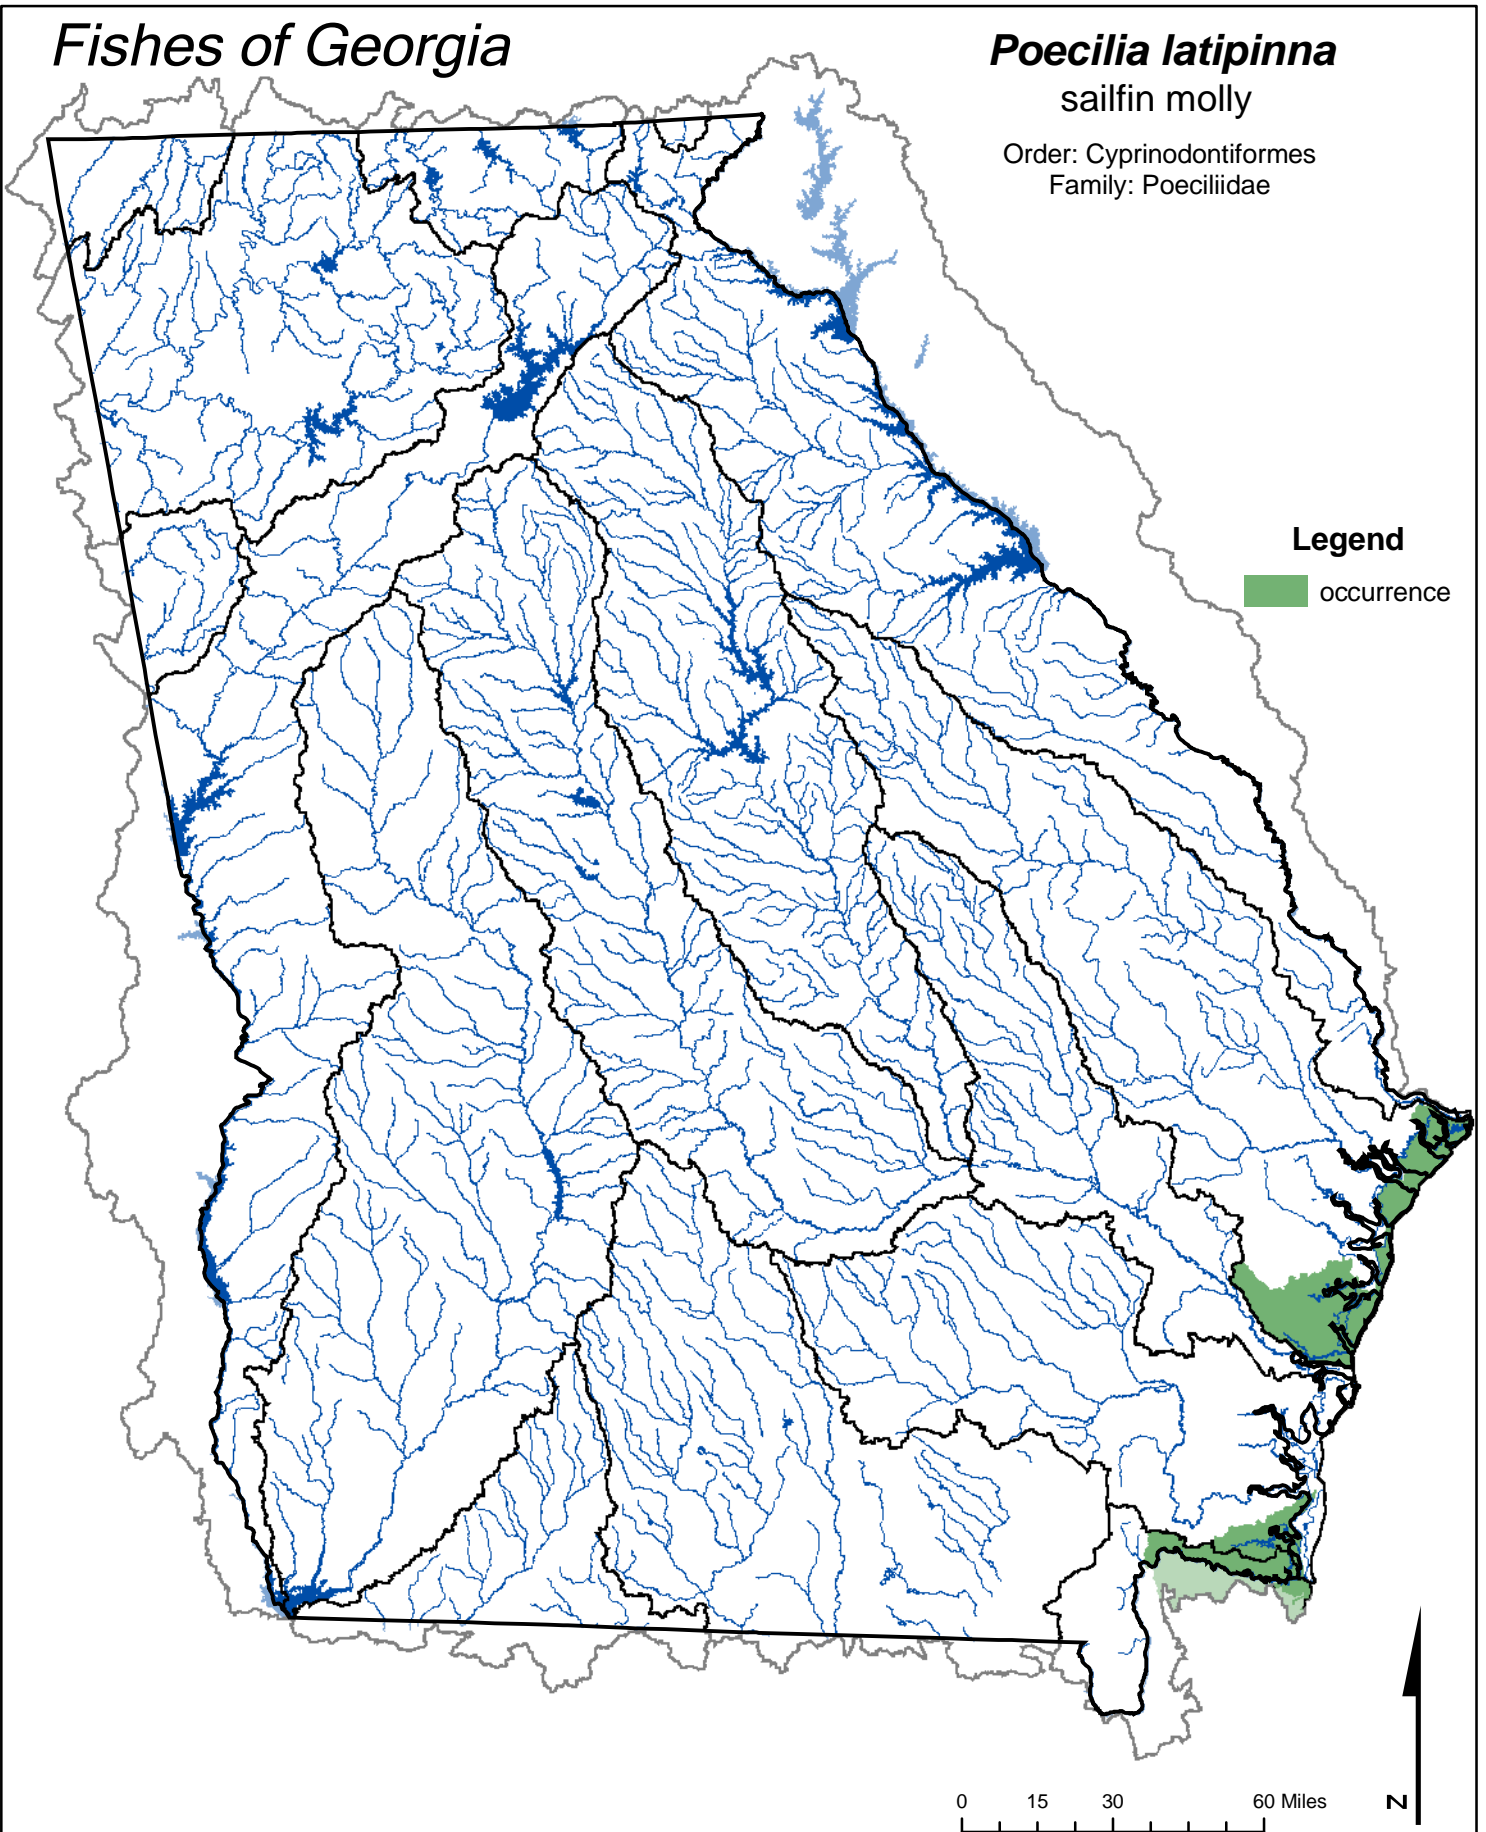 Fishes of Georgia
Poecilia latipinna
sailfin molly
Order: Cyprinodontiformes
Family: Poeciliidae
Legend
occurrence
0 15 30 60 Miles
N